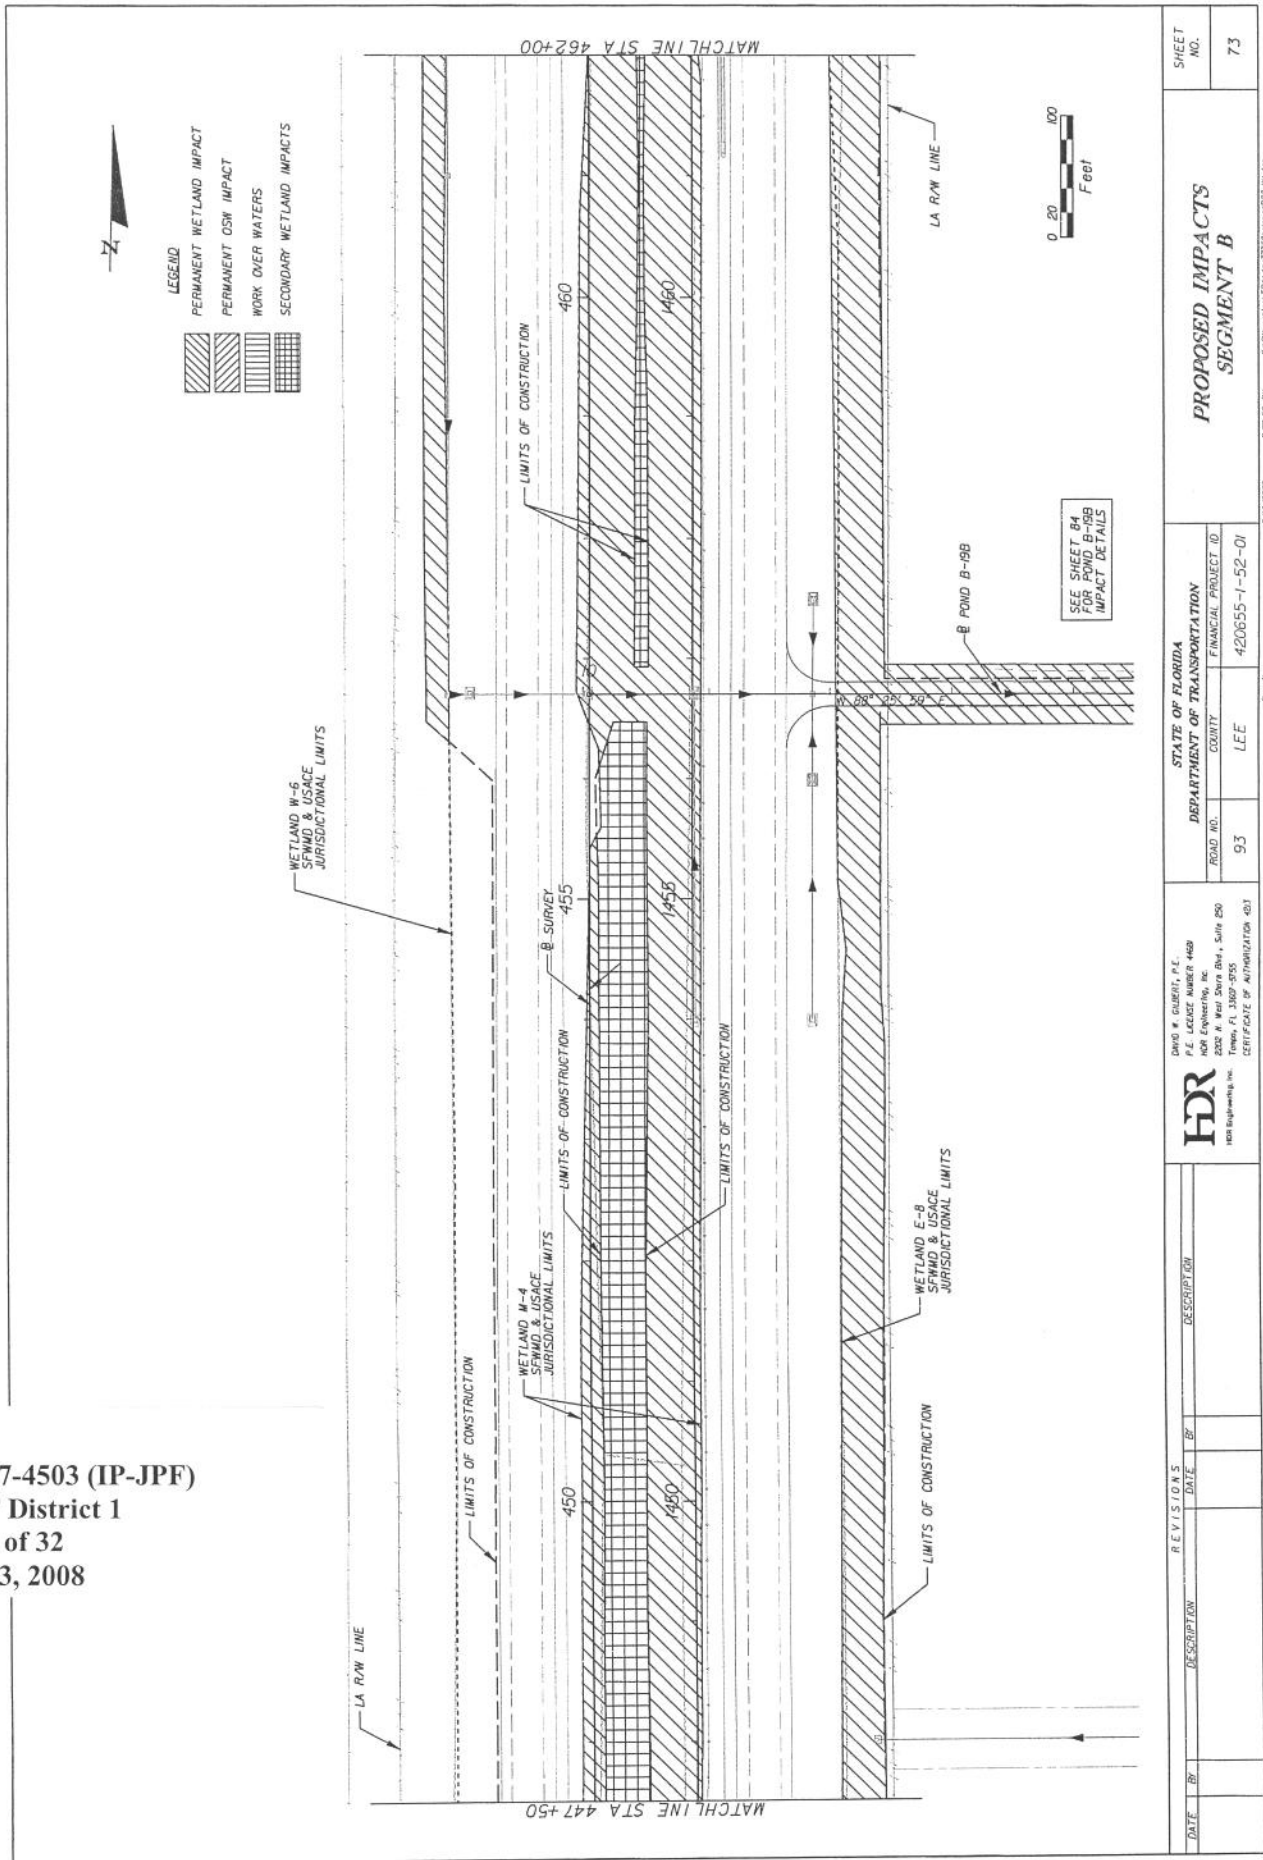 MATCHLINE STA 462+00
N
LEGEND
PERMANENT WETLAND IMPACT
PERMANENT OSW IMPACT
WORK OVER WATERS
SECONDARY WETLAND IMPACTS
WETLAND W-6
SFWMD & USACE
JURISDICTIONAL LIMITS
LA R/W LINE
LIMITS OF CONSTRUCTION
WETLAND M-4
SFWMD & USACE
JURISDICTIONAL LIMITS
LIMITS OF CONSTRUCTION
℄ SURVEY
LIMITS OF CONSTRUCTION
450
455
460
1450
1455
1460
LIMITS OF CONSTRUCTION
WETLAND E-8
SFWMD & USACE
JURISDICTIONAL LIMITS
LIMITS OF CONSTRUCTION
℄ POND B-19B
SEE SHEET 84
FOR POND B-19B
IMPACT DETAILS
LA R/W LINE
0 20 100
Feet
MATCHLINE STA 447+50
7-4503 (IP-JPF)
District 1
of 32
3, 2008
REVISIONS
DATE BY DESCRIPTION DATE BY DESCRIPTION
HDR
HDR Engineering, Inc.
DAVID W. GILBERT, P.E.
P.E. LICENSE NUMBER
HDR Engineering, Inc.
2202 N. West Shore Blvd., Suite 250
Tampa, FL 33607-5755
CERTIFICATE OF AUTHORIZATION 4213
STATE OF FLORIDA
DEPARTMENT OF TRANSPORTATION
ROAD NO. COUNTY FINANCIAL PROJECT ID
93 LEE 420655-1-52-01
PROPOSED IMPACTS
SEGMENT B
SHEET
NO.
73